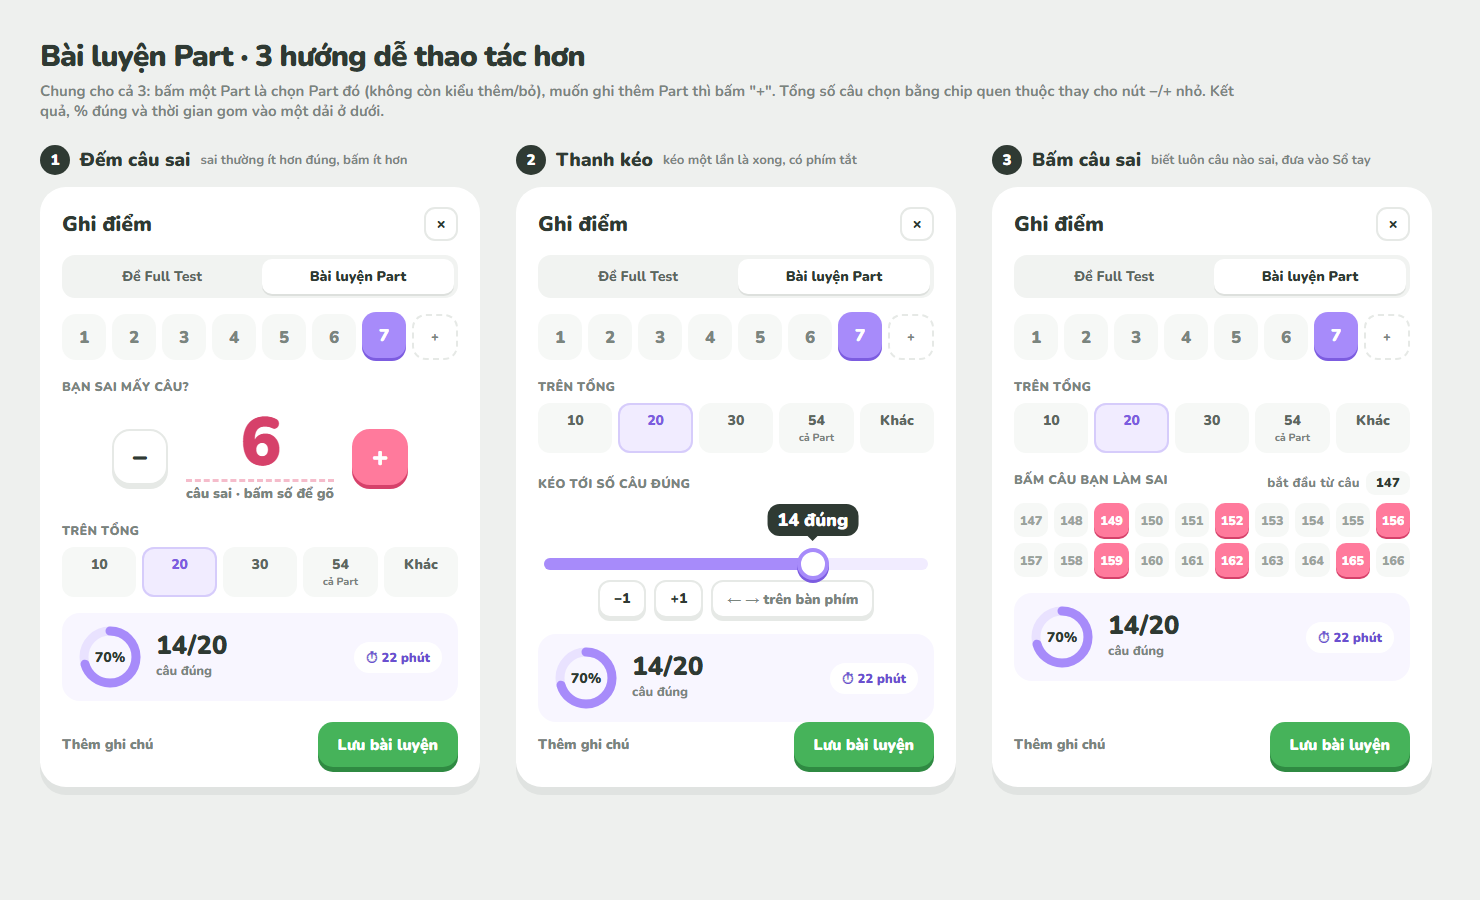 Bài luyện Part · 3 hướng dễ thao tác hơn
Chung cho cả 3: bấm một Part là chọn Part đó (không còn kiểu thêm/bỏ), muốn ghi thêm Part thì bấm "+". Tổng số câu chọn bằng chip quen thuộc thay cho nút −/+ nhỏ. Kết
quả, % đúng và thời gian gom vào một dải ở dưới.
1 Đếm câu sai sai thường ít hơn đúng, bấm ít hơn
Ghi điểm ×
Đề Full Test Bài luyện Part
1 2 3 4 5 6 7 +
BẠN SAI MẤY CÂU?
− 6 +
câu sai · bấm số để gõ
TRÊN TỔNG
10 20 30 54 Khác
cả Part
70% 14/20 ⏱ 22 phút
câu đúng
Thêm ghi chú Lưu bài luyện
2 Thanh kéo kéo một lần là xong, có phím tắt
Ghi điểm ×
Đề Full Test Bài luyện Part
1 2 3 4 5 6 7 +
TRÊN TỔNG
10 20 30 54 Khác
cả Part
KÉO TỚI SỐ CÂU ĐÚNG
14 đúng
−1 +1 ← → trên bàn phím
70% 14/20 ⏱ 22 phút
câu đúng
Thêm ghi chú Lưu bài luyện
3 Bấm câu sai biết luôn câu nào sai, đưa vào Sổ tay
Ghi điểm ×
Đề Full Test Bài luyện Part
1 2 3 4 5 6 7 +
TRÊN TỔNG
10 20 30 54 Khác
cả Part
BẤM CÂU BẠN LÀM SAI bắt đầu từ câu 147
147 148 149 150 151 152 153 154 155 156
157 158 159 160 161 162 163 164 165 166
70% 14/20 ⏱ 22 phút
câu đúng
Thêm ghi chú Lưu bài luyện